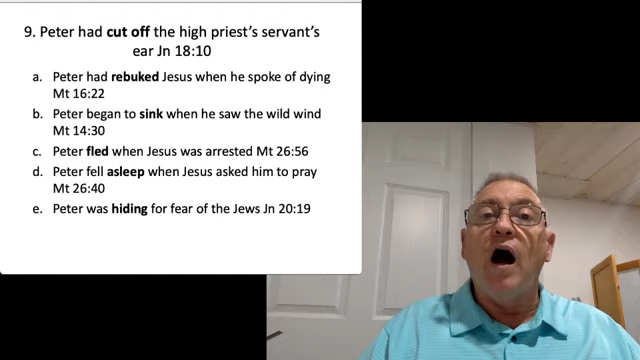 9. Peter had cut off the high priest's servant's
ear Jn 18:10
a. Peter had rebuked Jesus when he spoke of dying
Mt 16:22
b. Peter began to sink when he saw the wild wind
Mt 14:30
c. Peter fled when Jesus was arrested Mt 26:56
d. Peter fell asleep when Jesus asked him to pray
Mt 26:40
e. Peter was hiding for fear of the Jews Jn 20:19